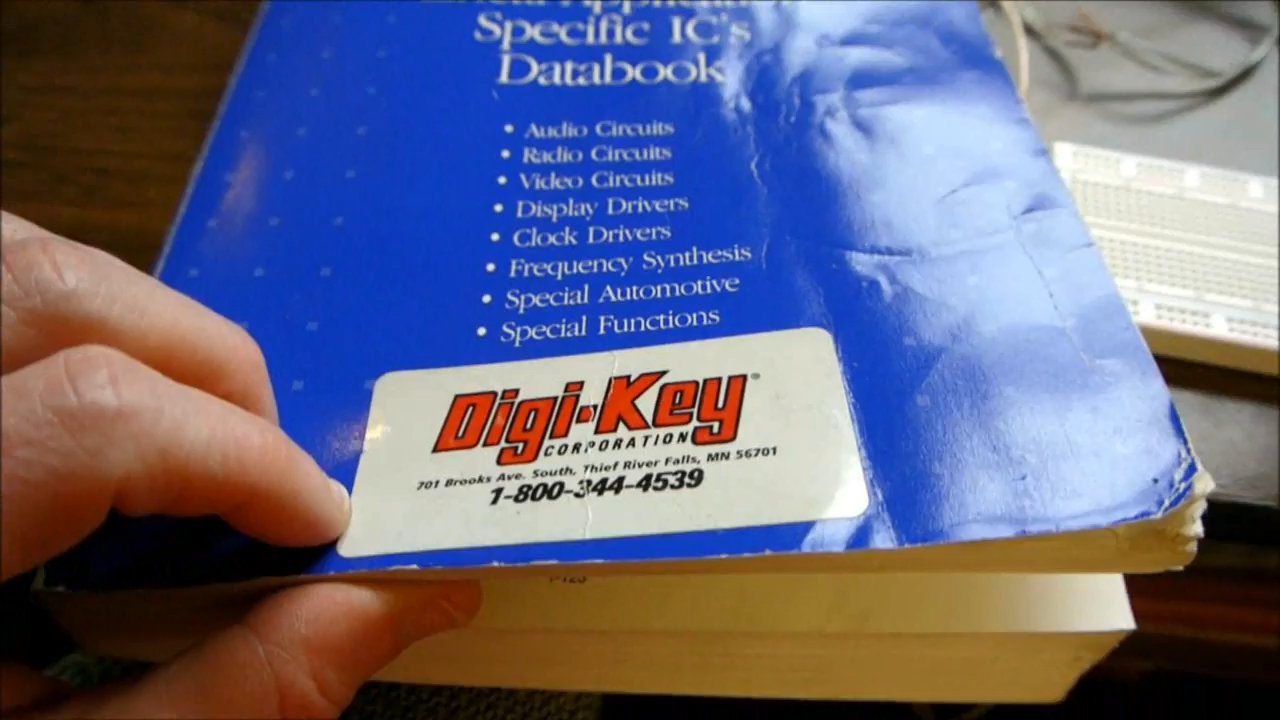 Specific IC's
Databook
• Audio Circuits
• Radio Circuits
• Video Circuits
• Display Drivers
• Clock Drivers
• Frequency Synthesis
• Special Automotive
• Special Functions
Digi-Key®
CORPORATION
701 Brooks Ave. South, Thief River Falls, MN 56701
1-800-344-4539